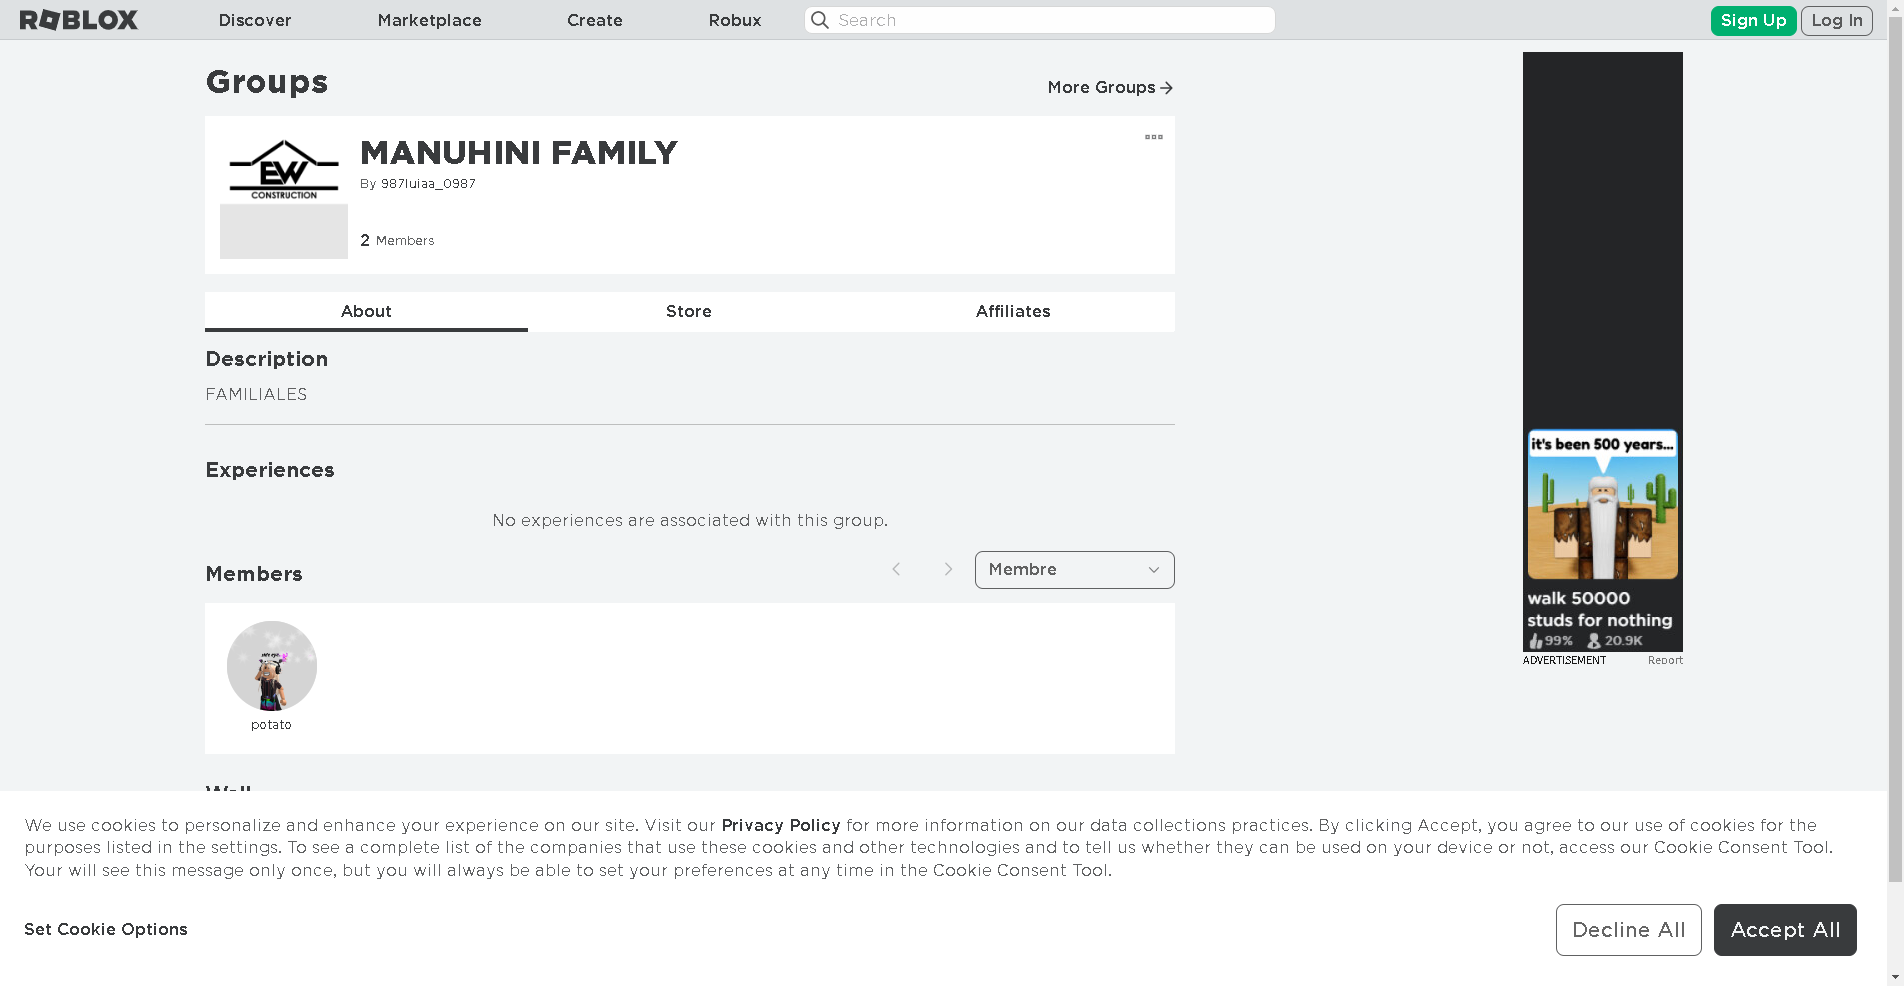 ROBLOX Discover Marketplace Create Robux Search Sign Up Log In
Groups
More Groups
EW
CONSTRUCTION
MANUHINI FAMILY
By 987luiaa_0987
2 Members
About Store Affiliates
Description
FAMILIALES
Experiences
No experiences are associated with this group.
Members
Membre
potato
Wall
it's been 500 years...
walk 50000
studs for nothing
99% 20.9K
ADVERTISEMENT Report
We use cookies to personalize and enhance your experience on our site. Visit our Privacy Policy for more information on our data collections practices. By clicking Accept, you agree to our use of cookies for the
purposes listed in the settings. To see a complete list of the companies that use these cookies and other technologies and to tell us whether they can be used on your device or not, access our Cookie Consent Tool.
Your will see this message only once, but you will always be able to set your preferences at any time in the Cookie Consent Tool.
Set Cookie Options
Decline All
Accept All